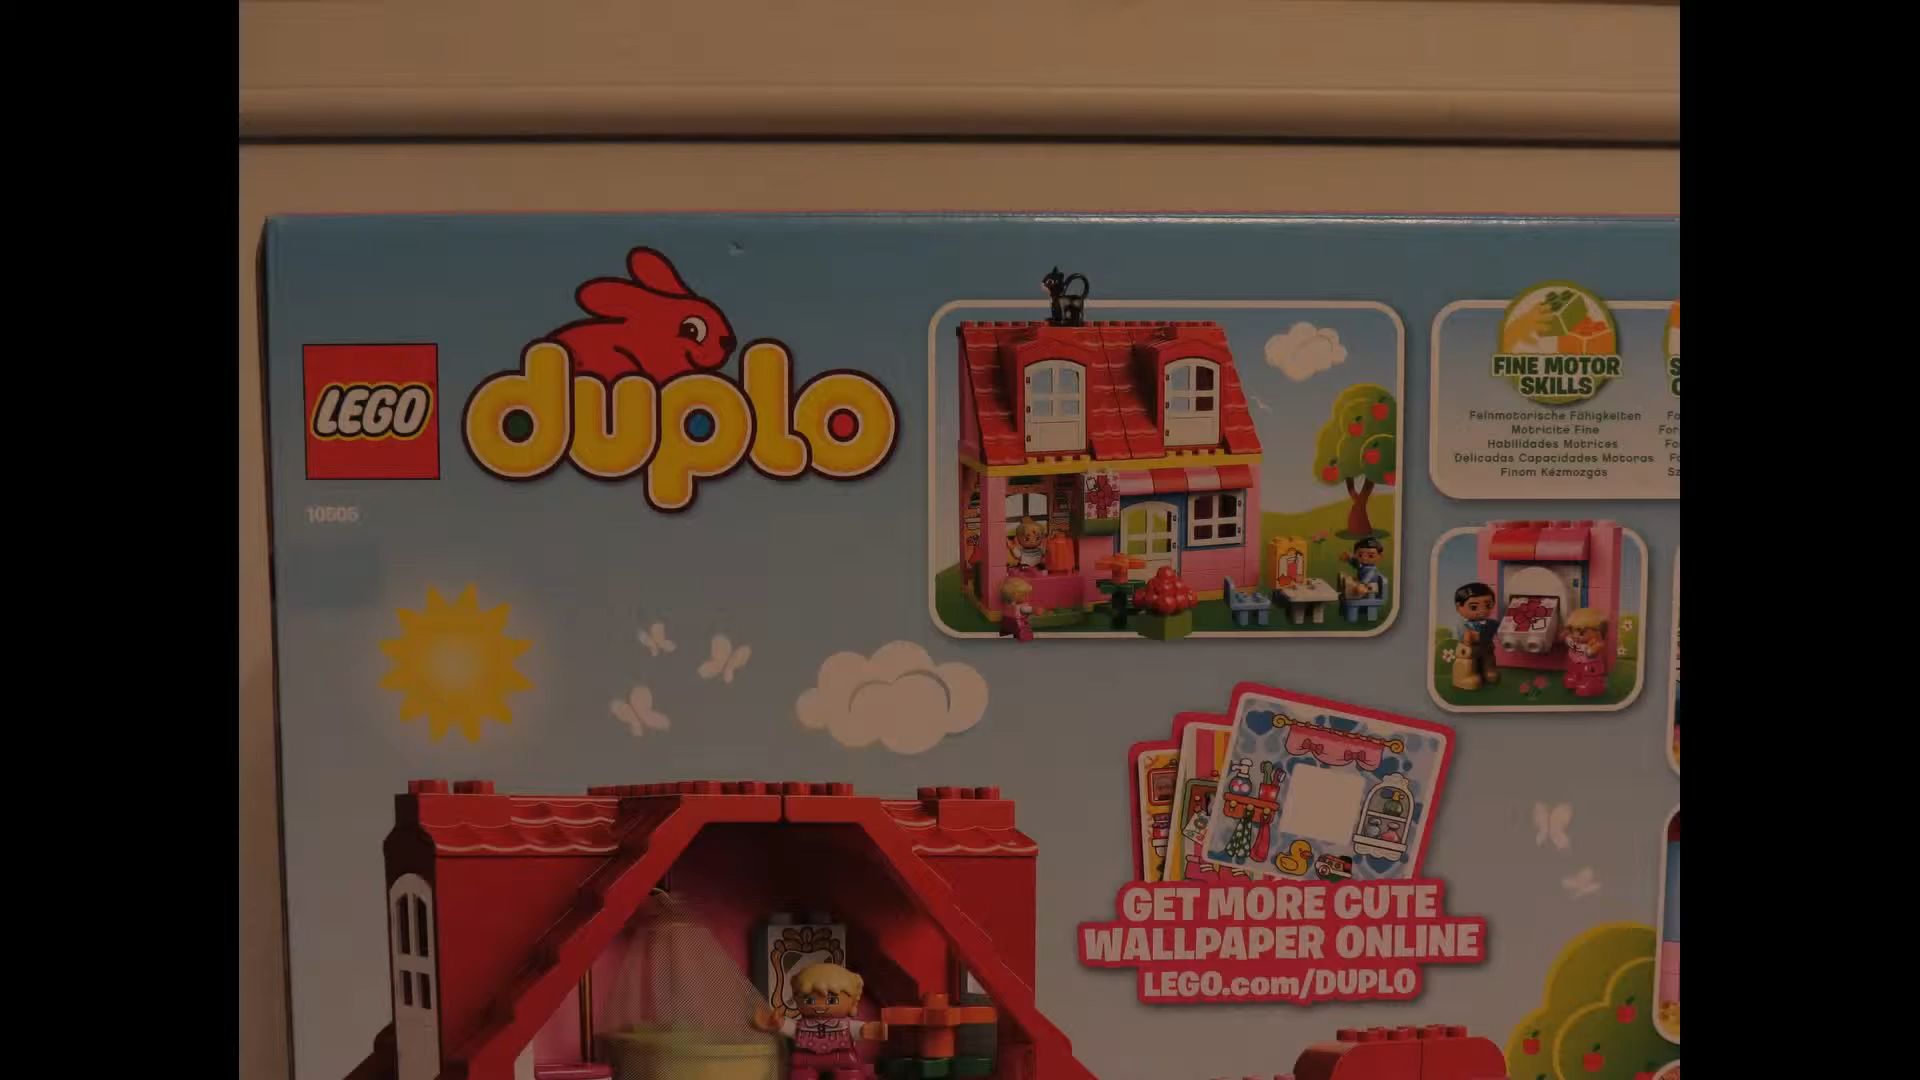 LEGO
duplo
10505
FINE MOTOR
SKILLS
Feinmotorische Fähigkeiten
Motricité Fine
Habilidades Motrices
Delicadas Capacidades Motoras
Finom Kézmozgás
GET MORE CUTE
WALLPAPER ONLINE
LEGO.com/DUPLO